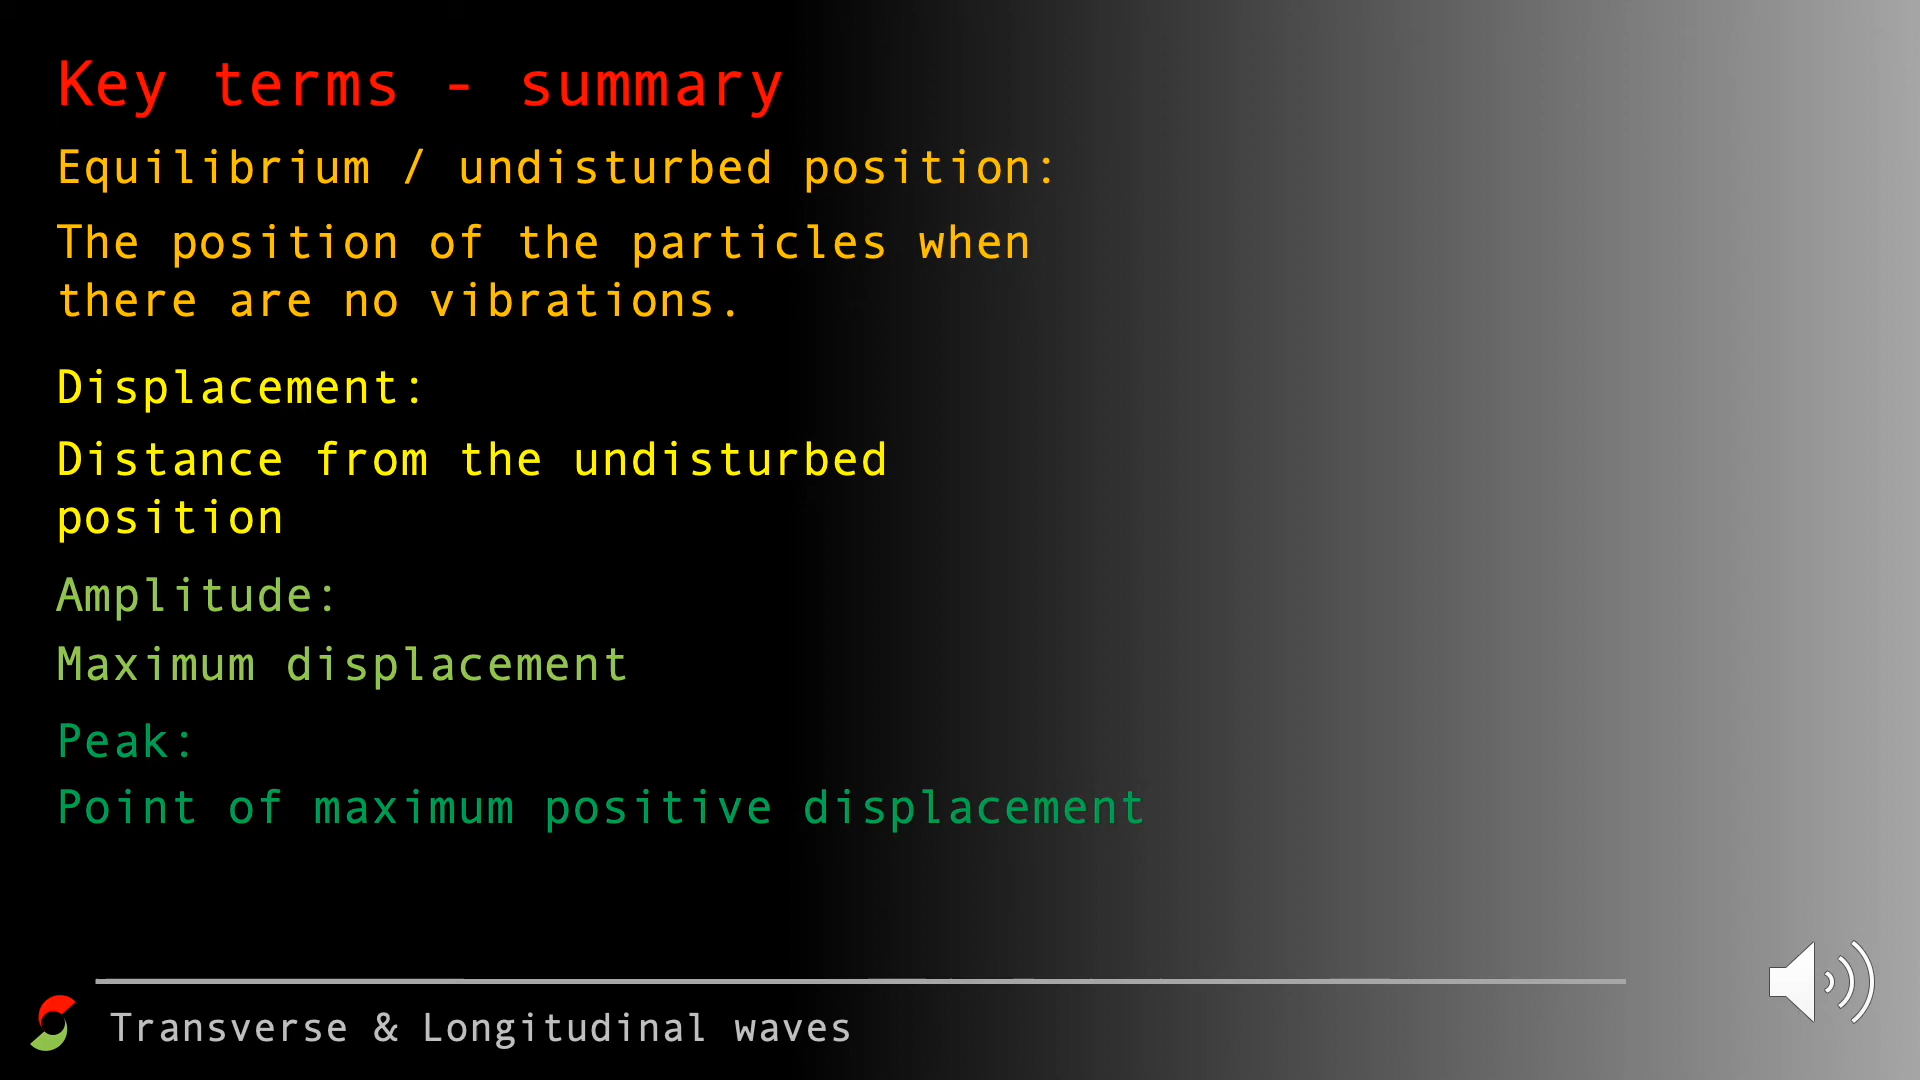 Key terms - summary
Equilibrium / undisturbed position:
The position of the particles when
there are no vibrations.
Displacement:
Distance from the undisturbed
position
Amplitude:
Maximum displacement
Peak:
Point of maximum positive displacement
Transverse & Longitudinal waves